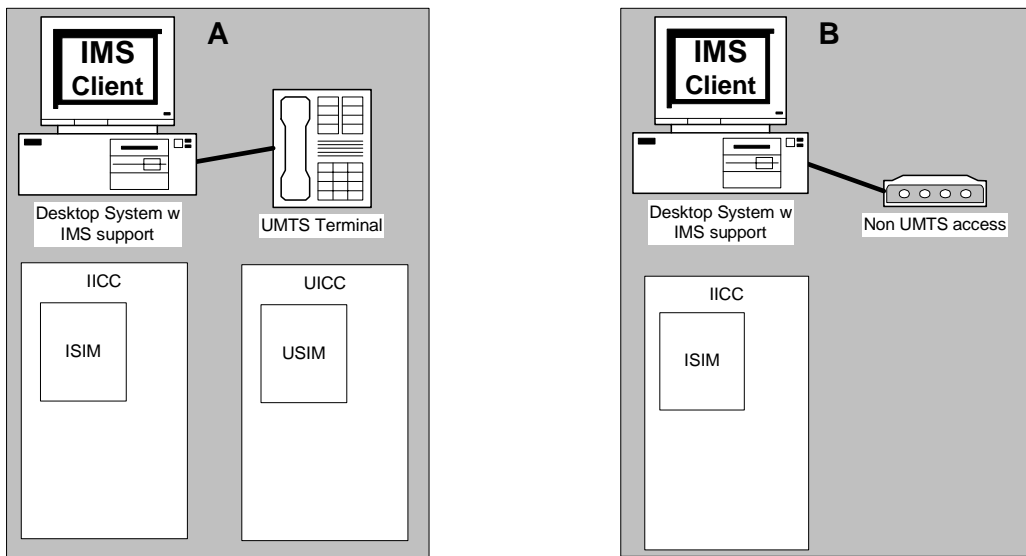 A
IMS
Client
Desktop System w
IMS support
UMTS Terminal
IICC
ISIM
UICC
USIM
B
IMS
Client
Desktop System w
IMS support
Non UMTS access
IICC
ISIM